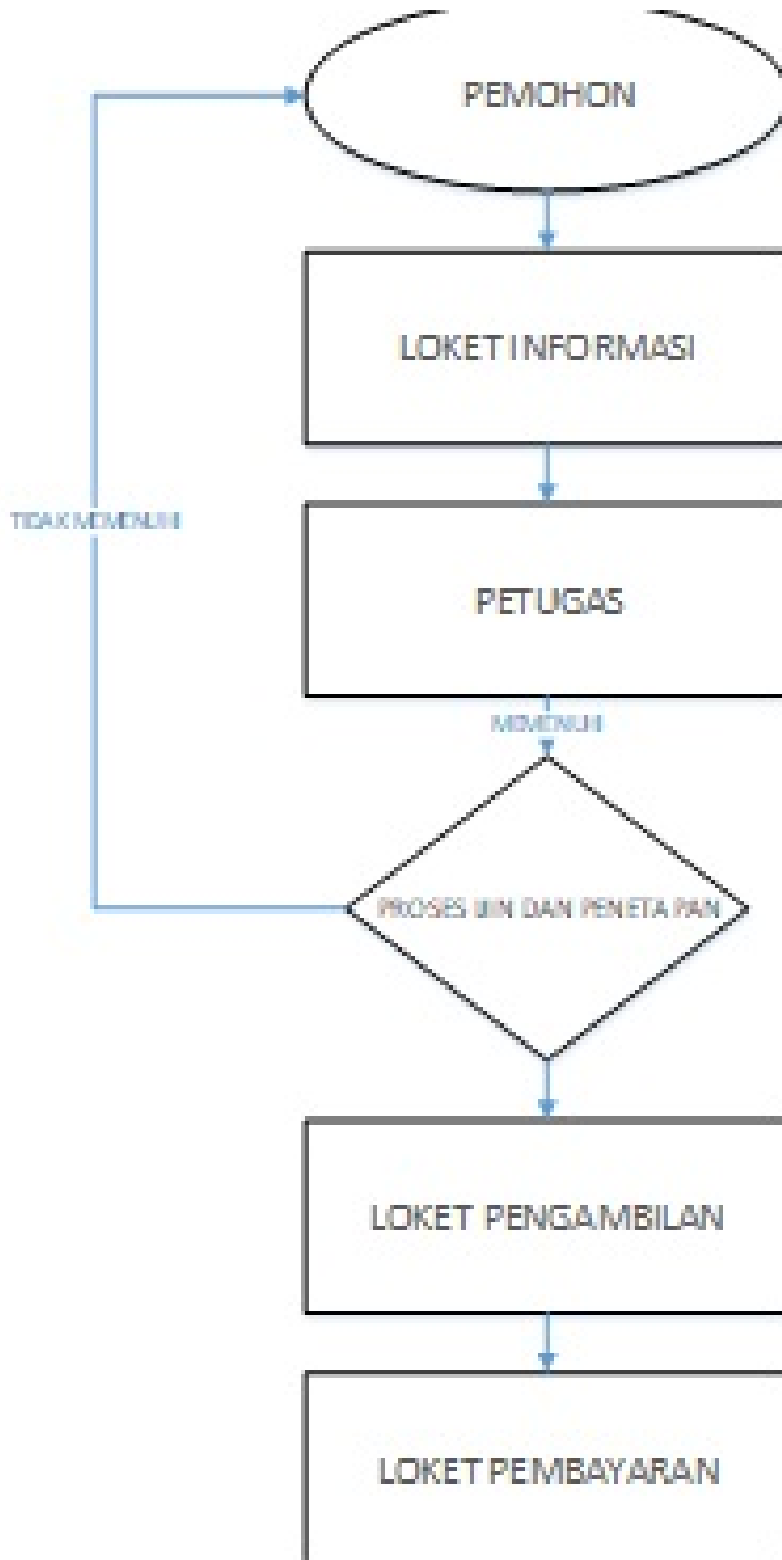 PEMOHON
LOKET INFORMASI
TIDAK MEMENUHI
PETUGAS
MEMENUHI
PROSES IJIN DAN PENETAPAN
LOKET PENGAMBILAN
LOKET PEMBAYARAN